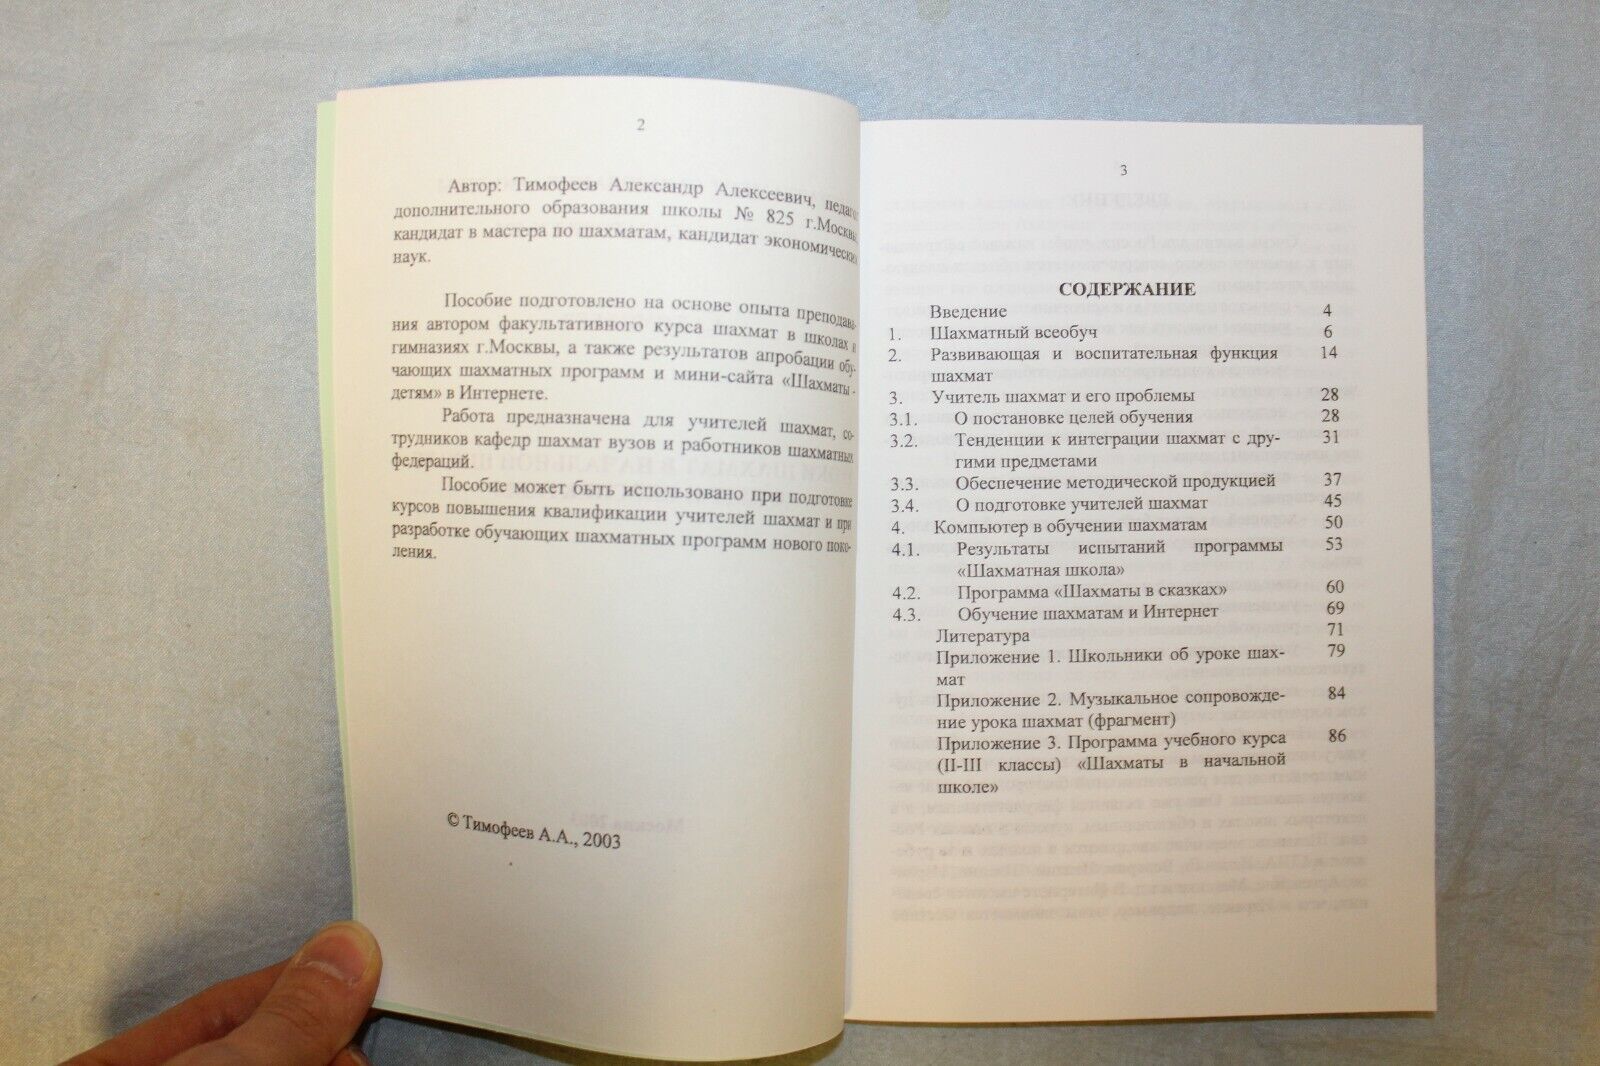 2
Автор: Тимофеев Александр Алексеевич, педагог
дополнительного образования школы № 825 г.Москвы,
кандидат в мастера по шахматам, кандидат экономических
наук.
Пособие подготовлено на основе опыта преподава-
ния автором факультативного курса шахмат в школах и
гимназиях г.Москвы, а также результатов апробации обу-
чающих шахматных программ и мини-сайта «Шахматы -
детям» в Интернете.
Работа предназначена для учителей шахмат, со-
трудников кафедр шахмат вузов и работников шахматных
федераций.
Пособие может быть использовано при подготовке
курсов повышения квалификации учителей шахмат и при
разработке обучающих шахматных программ нового поко-
ления.
© Тимофеев А.А., 2003
3
СОДЕРЖАНИЕ
Введение 4
1. Шахматный всеобуч 6
2. Развивающая и воспитательная функция 14
шахмат
3. Учитель шахмат и его проблемы 28
3.1. О постановке целей обучения 28
3.2. Тенденции к интеграции шахмат с дру- 31
гими предметами
3.3. Обеспечение методической продукцией 37
3.4. О подготовке учителей шахмат 45
4. Компьютер в обучении шахматам 50
4.1. Результаты испытаний программы 53
«Шахматная школа»
4.2. Программа «Шахматы в сказках» 60
4.3. Обучение шахматам и Интернет 69
Литература 71
Приложение 1. Школьники об уроке шах- 79
мат
Приложение 2. Музыкальное сопровожде- 84
ние урока шахмат (фрагмент)
Приложение 3. Программа учебного курса 86
(II-III классы) «Шахматы в начальной
школе»